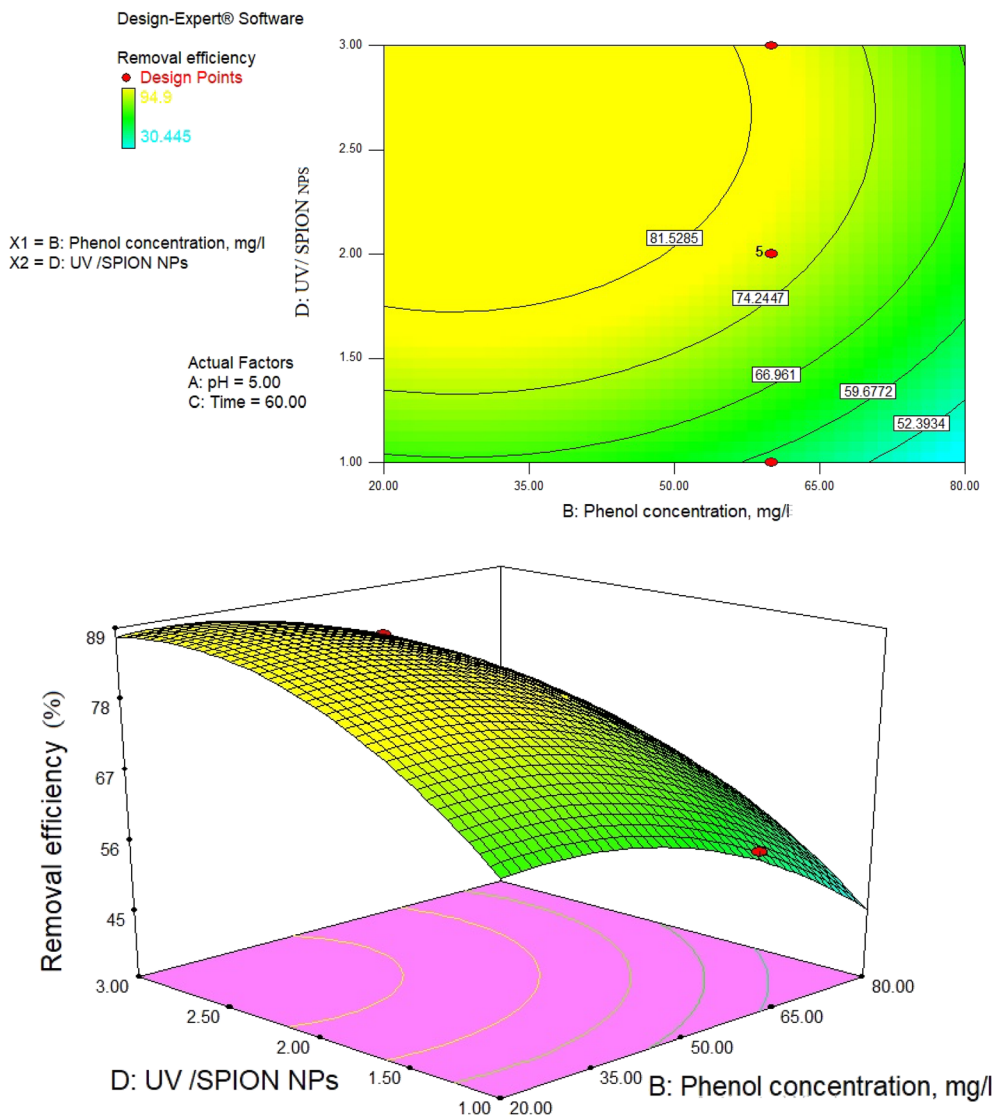 Design-Expert® Software
Removal efficiency
Design Points
94.9
30.445
X1 = B: Phenol concentration, mg/l
X2 = D: UV /SPION NPs
Actual Factors
A: pH = 5.00
C: Time = 60.00
D: UV/ SPION NPS
3.00
2.50
2.00
1.50
1.00
81.5285
5
74.2447
66.961
59.6772
52.3934
20.00 35.00 50.00 65.00 80.00
B: Phenol concentration, mg/l
Removal efficiency (%)
89
78
67
56
45
3.00
2.50
2.00
1.50
1.00
D: UV /SPION NPs
20.00
35.00
50.00
65.00
80.00
B: Phenol concentration, mg/l